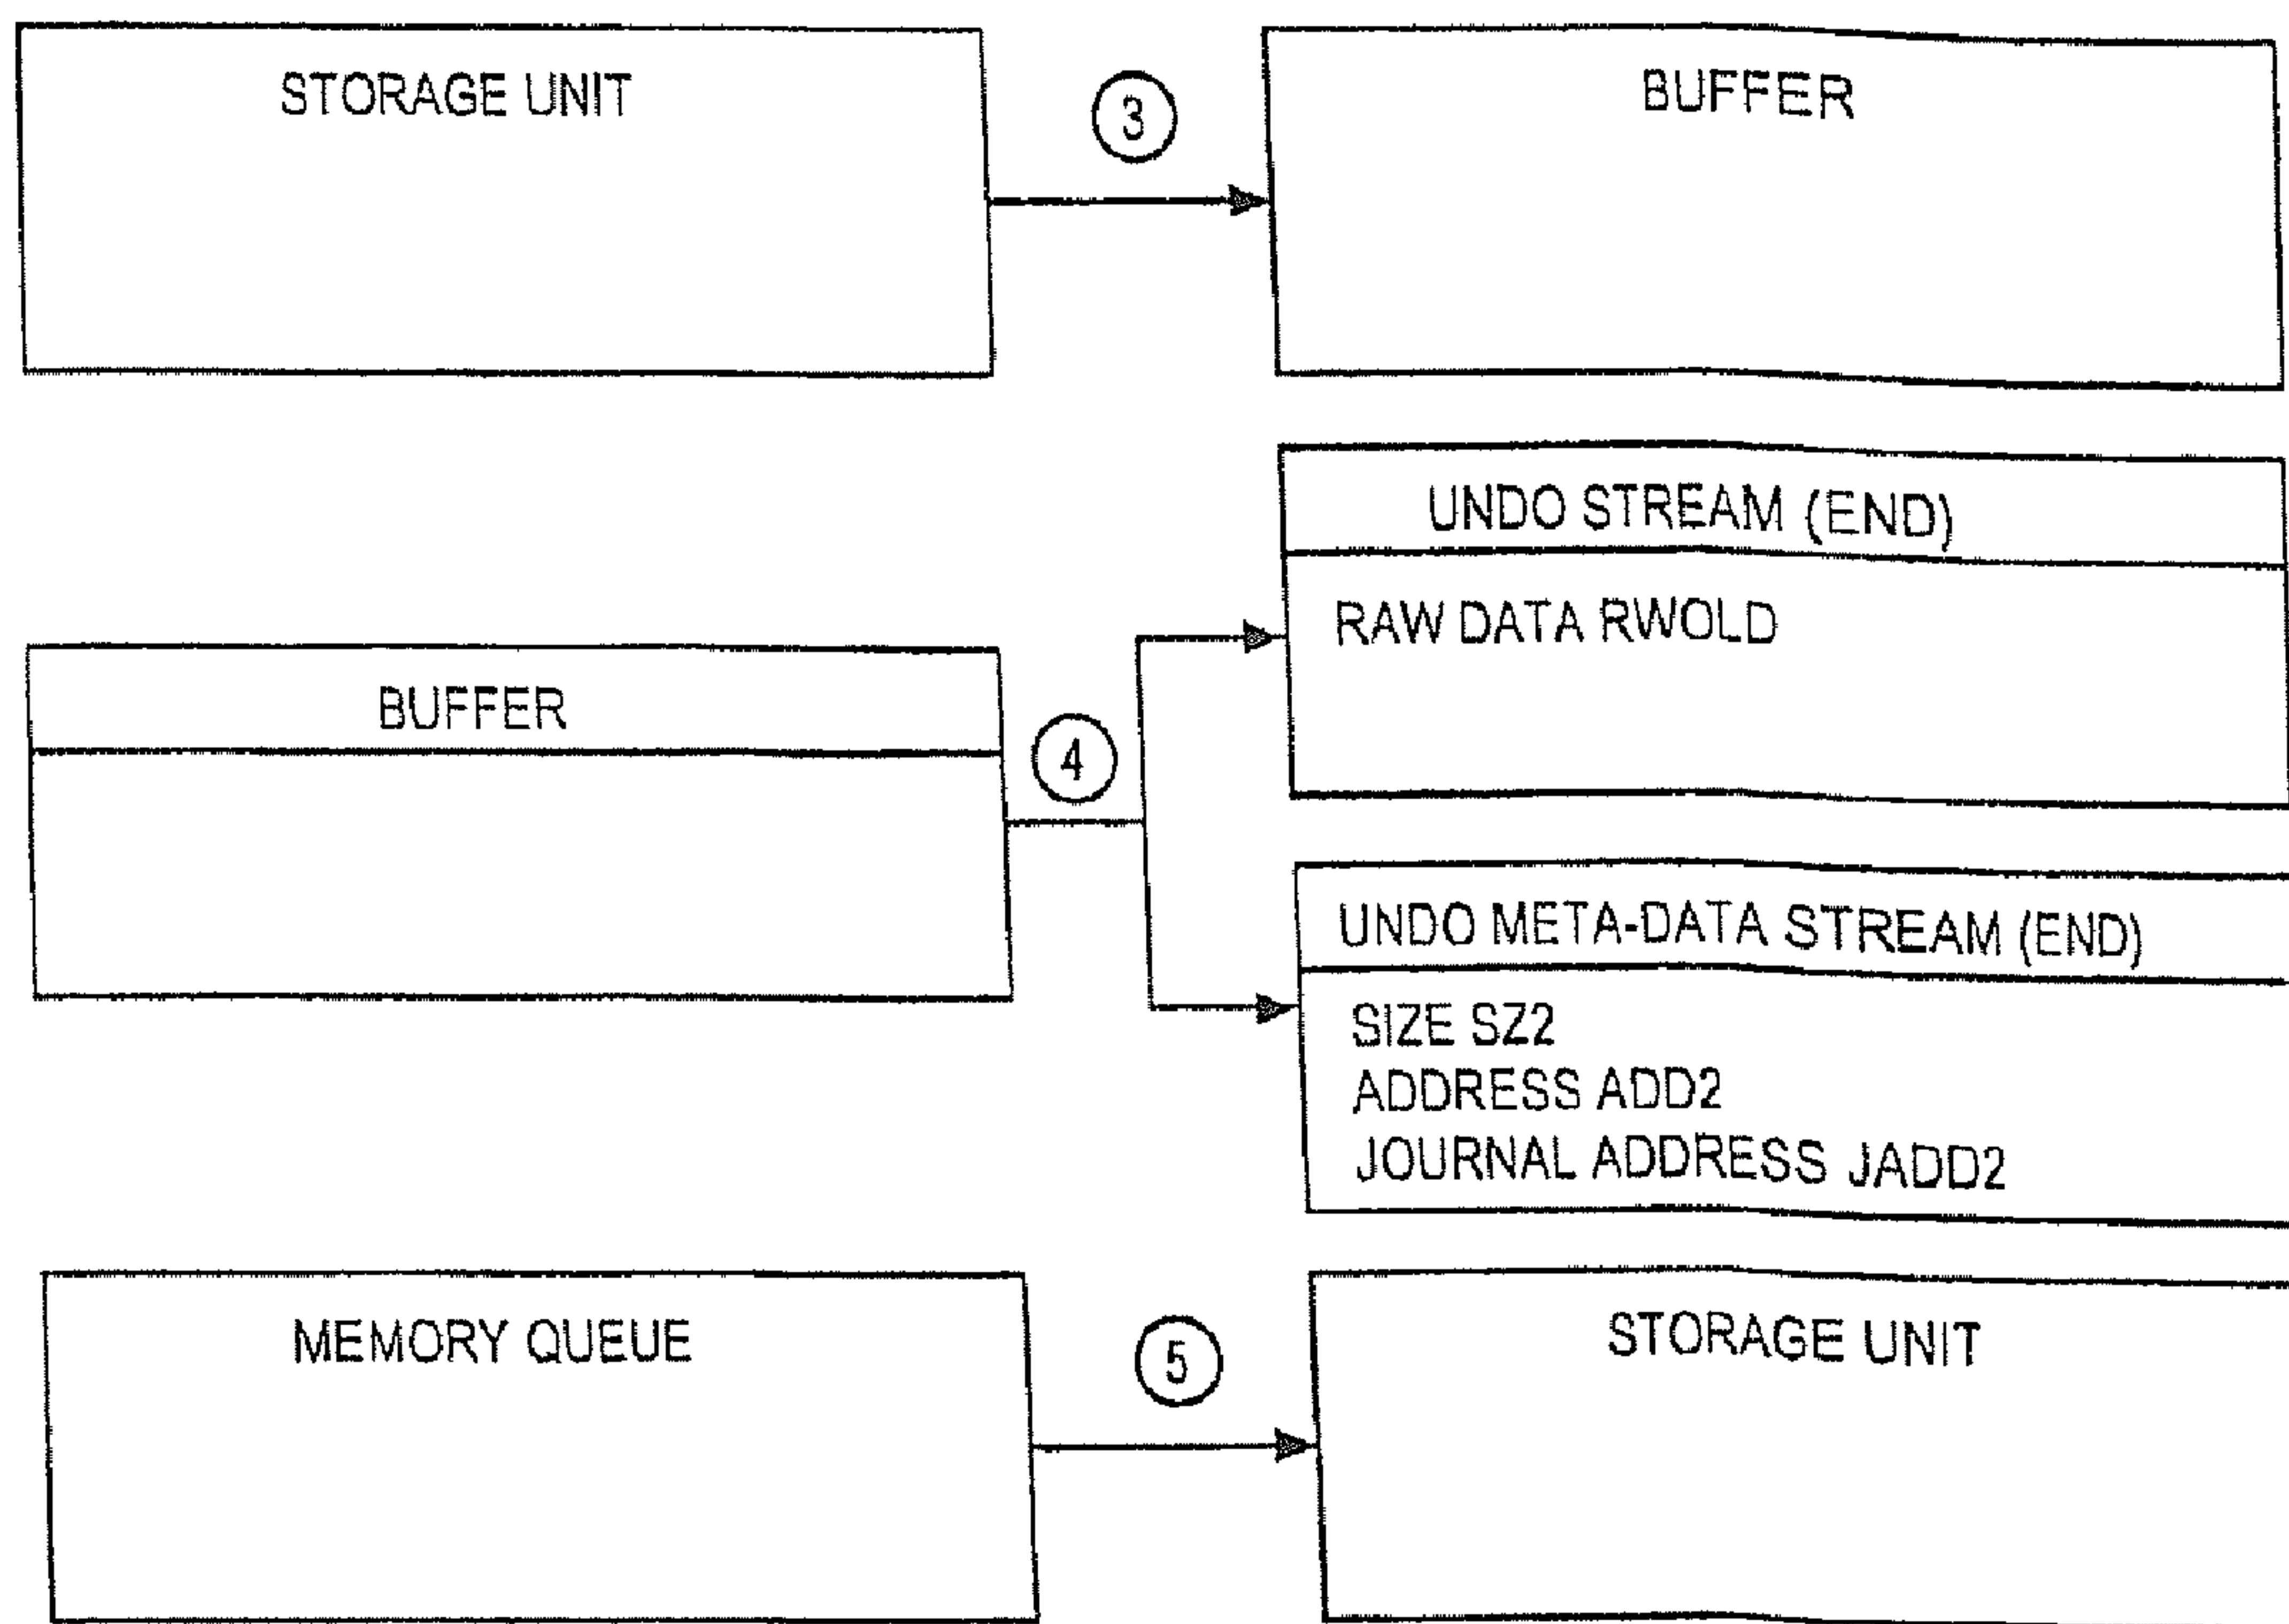 STORAGE UNIT
3
BUFFER
UNDO STREAM (END)
RAW DATA RWOLD
BUFFER
4
UNDO META-DATA STREAM (END)
SIZE SZ2
ADDRESS ADD2
JOURNAL ADDRESS JADD2
MEMORY QUEUE
5
STORAGE UNIT